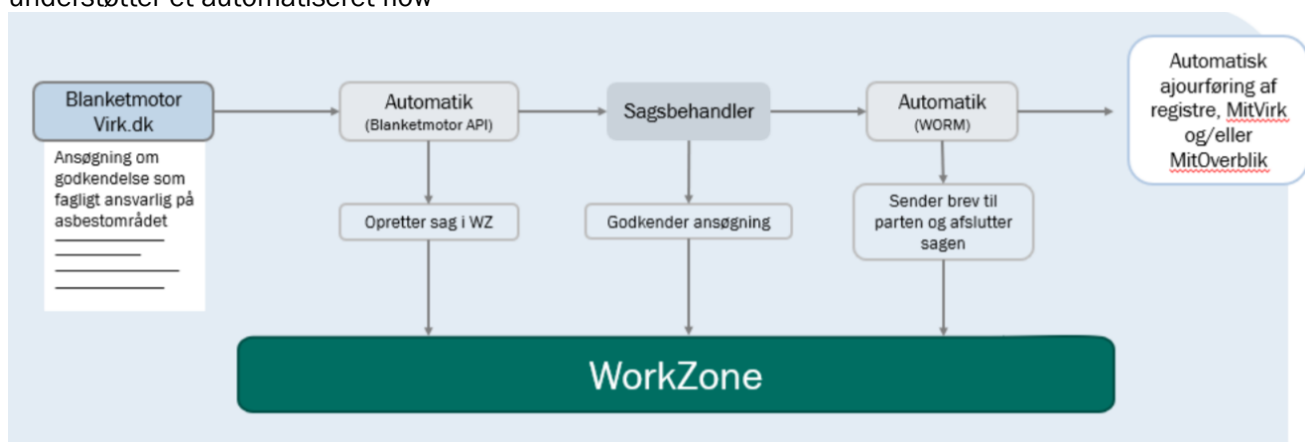 understøtter et automatiseret flow
Blanketmotor
Virk.dk
Ansøgning om
godkendelse som
fagligt ansvarlig på
asbestområdet
Automatik
(Blanketmotor API)
Opretter sag i WZ
Sagsbehandler
Godkender ansøgning
Automatik
(WORM)
Sender brev til
parten og afslutter
sagen
Automatisk
ajourføring af
registre, MitVirk
og/eller
MitOverblik
WorkZone